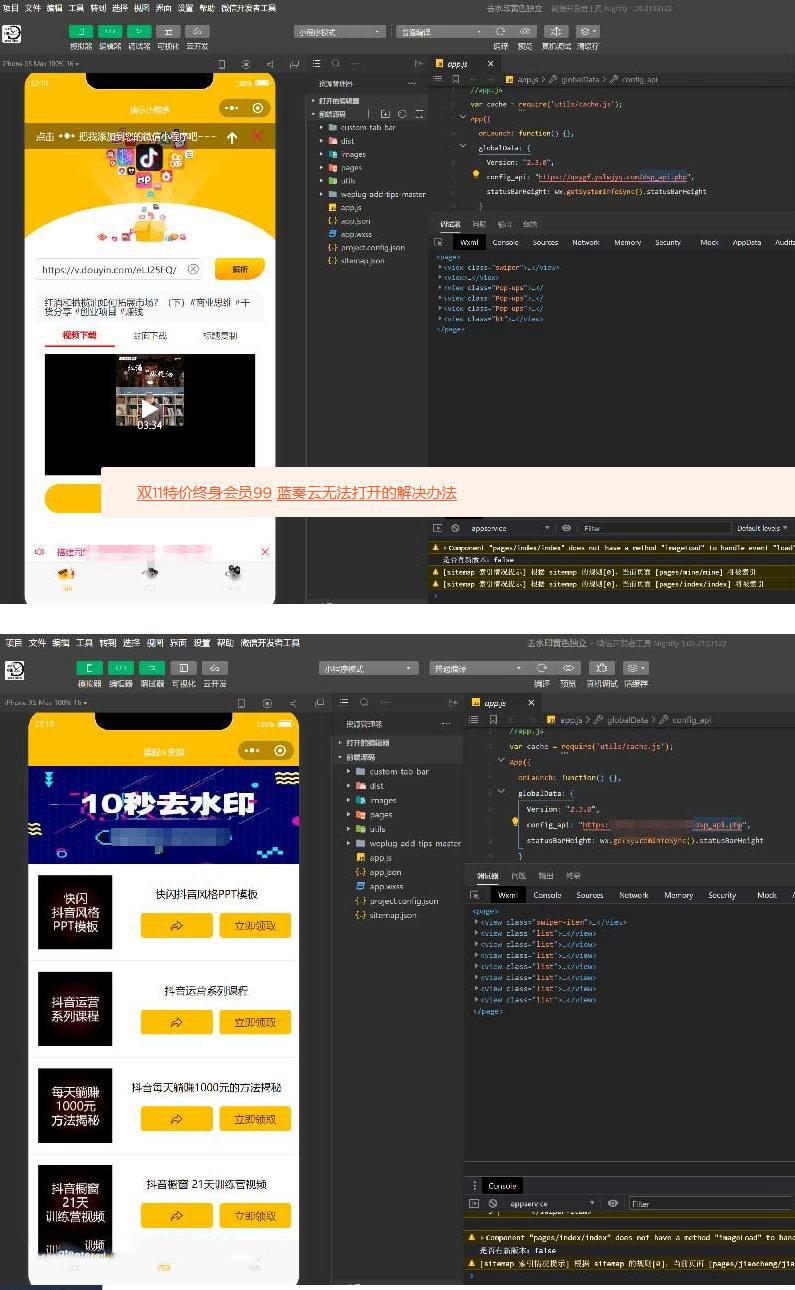 项目 文件 编辑 工具 转到 选择 视图 界面 设置 帮助 微信开发者工具
去水印黄色独立 微信开发者工具 Nightly 1.05.2103122
小程序模式
普通编译
模拟器 编辑器 调试器 可视化 云开发
编译 预览 真机调试 清缓存
iPhone XS Max 100% 16
22:10
100%
演示小程序
点击 把我添加到您的微信小程序吧~~~
https://v.douyin.com/eLJ25FQ/
解析
红酒和橄榄油如何拓展市场?(下)#商业思维 #干
货分享 #创业项目 #赚钱
视频下载 封面下载 标题复制
03:34
双11特价终身会员99 蓝奏云无法打开的解决办法
搭建同
资源管理器
打开的编辑器
前端源码
custom-tab-bar
dist
images
pages
utils
weplug-add-tips-master
app.js
app.json
app.wxss
project.config.json
sitemap.json
app.js
app.js > globalData > config_api
//app.js
var cache = require('utils/cache.js');
App({
onLaunch: function() {},
globalData: {
Version: "2.3.0",
statusBarHeight: wx.getSystemInfoSync().statusBarHeight
调试器 问题 输出 终端
Wxml Console Sources Network Memory Security Mock AppData Audits
<page>
<view class="swiper">…</view>
<view>…</view>
<view class="Pop-ups">…</
<view class="Pop-ups">…</
<view class="Pop-ups">…</
<view class="h1">…</view>
</page>
appservice
Filter
Default levels
Component "pages/index/index" does not have a method "imageLoad" to handle event "load"
是否有新版本: false
[sitemap 索引情况提示] 根据 sitemap 的规则[0], 当前页面 [pages/mine/mine] 将被索引
[sitemap 索引情况提示] 根据 sitemap 的规则[0], 当前页面 [pages/index/index] 将被索引
项目 文件 编辑 工具 转到 选择 视图 界面 设置 帮助 微信开发者工具
去水印黄色独立 - 微信开发者工具 Nightly 1.05.2103122
小程序模式
普通编译
模拟器 编辑器 调试器 可视化 云开发
编译 预览 真机调试 清缓存
iPhone XS Max 100% 16
22:10
100%
课程/资源
10秒去水印
快闪
抖音风格
PPT模板
快闪抖音风格PPT模板
立即领取
抖音运营
系列课程
抖音运营系列课程
立即领取
每天躺赚
1000元
方法揭秘
抖音每天躺赚1000元的方法揭秘
立即领取
抖音橱窗
21天
训练营视频
抖音橱窗 21天训练营视频
立即领取
资源管理器
打开的编辑器
前端源码
custom-tab-bar
dist
images
pages
utils
weplug-add-tips-master
app.js
app.json
app.wxss
project.config.json
sitemap.json
app.js
app.js > globalData > config_api
//app.js
var cache = require('utils/cache.js');
App({
onLaunch: function() {},
globalData: {
Version: "2.3.0",
config_api: "https: dsp_api.php",
statusBarHeight: wx.getSystemInfoSync().statusBarHeight
}
调试器 问题 输出 终端
Wxml Console Sources Network Memory Security Mock
<page>
<view class="swiper-item">…</view>
<view class="list">…</view>
<view class="list">…</view>
<view class="list">…</view>
<view class="list">…</view>
<view class="list">…</view>
<view class="list">…</view>
<view class="list">…</view>
</page>
Console
appservice
Filter
Component "pages/index/index" does not have a method "imageLoad" to hand
是否有新版本: false
[sitemap 索引情况提示] 根据 sitemap 的规则[0], 当前页面 [pages/jiaocheng/jia